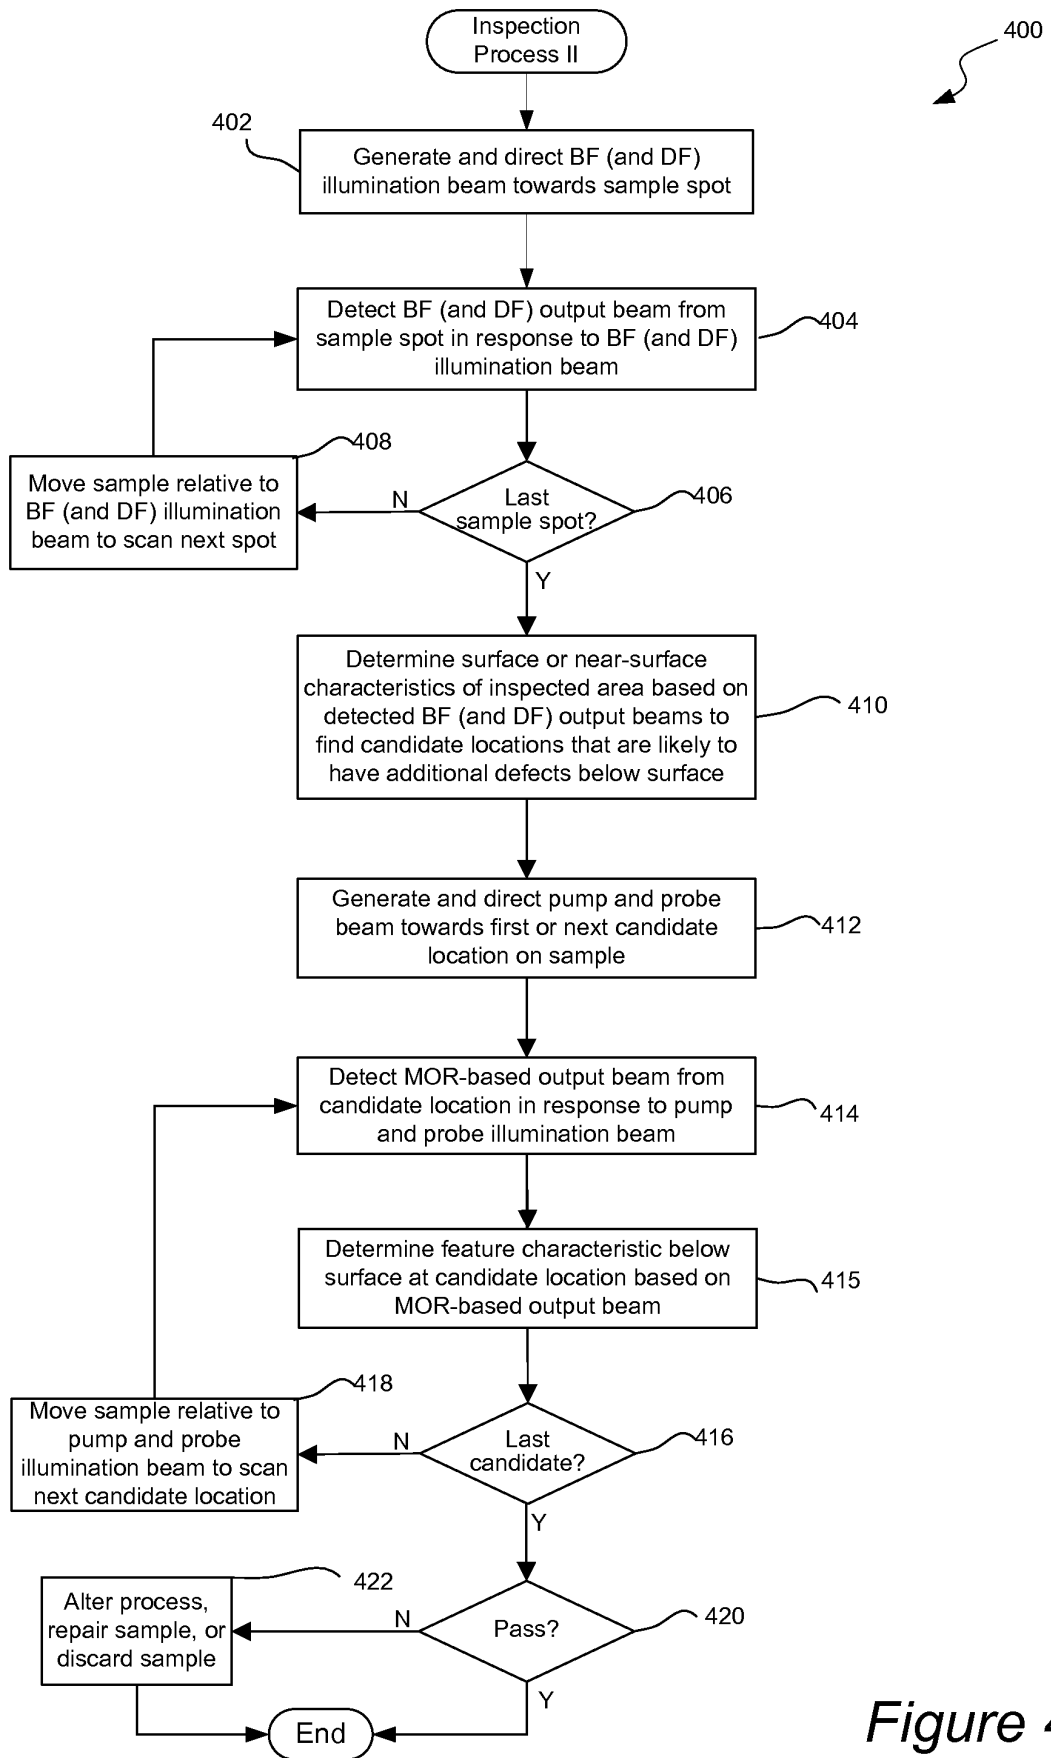 Inspection
Process II
400
402
Generate and direct BF (and DF)
illumination beam towards sample spot
Detect BF (and DF) output beam from
sample spot in response to BF (and DF)
illumination beam
404
408
Move sample relative to
BF (and DF) illumination
beam to scan next spot
N
Last
sample spot?
406
Y
Determine surface or near-surface
characteristics of inspected area based on
detected BF (and DF) output beams to
find candidate locations that are likely to
have additional defects below surface
410
Generate and direct pump and probe
beam towards first or next candidate
location on sample
412
Detect MOR-based output beam from
candidate location in response to pump
and probe illumination beam
414
Determine feature characteristic below
surface at candidate location based on
MOR-based output beam
415
418
Move sample relative to
pump and probe
illumination beam to scan
next candidate location
N
Last
candidate?
416
Y
422
Alter process,
repair sample, or
discard sample
N
Pass?
420
Y
End
Figure